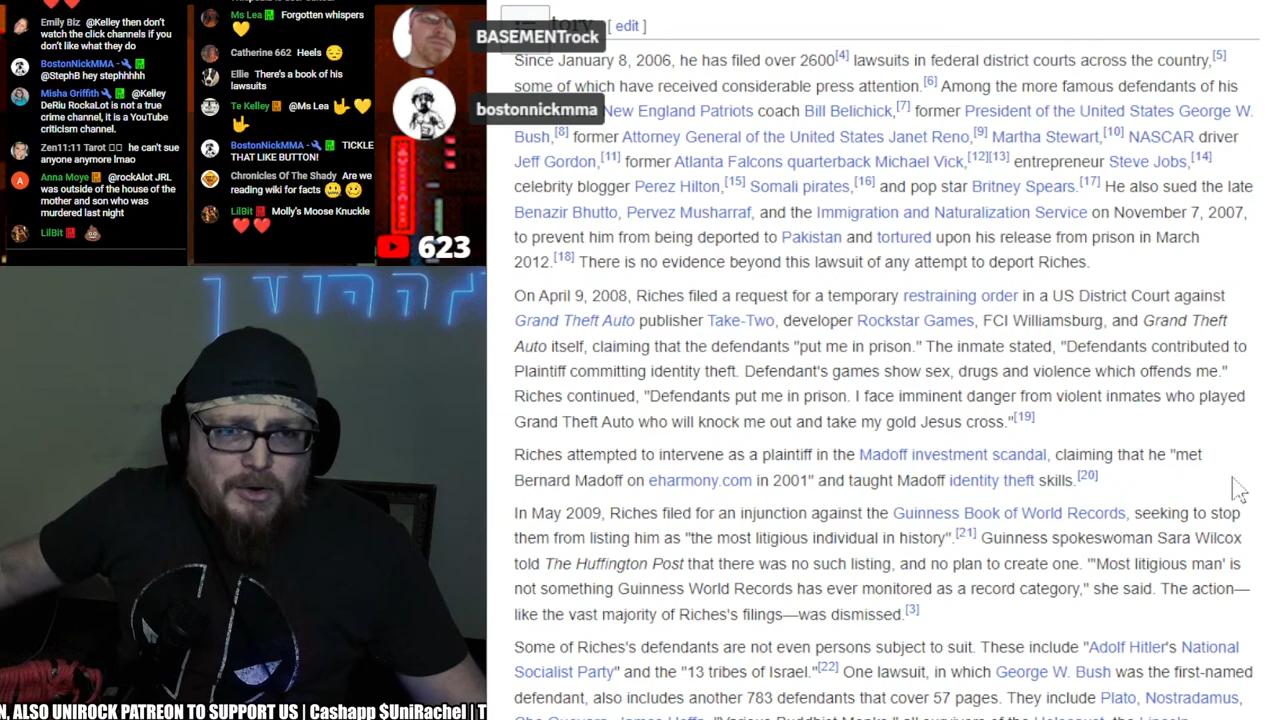 Emily Biz @Kelley then don't
watch the click channels if you
don't like what they do
BostonNickMMA -
@StephB hey stephhhhh
Misha Griffith @Kelley
DeRiu RockaLot is not a true
crime channel, it is a YouTube
criticism channel.
Zen11:11 Tarot he can't sue
anyone anymore lmao
Anna Moye @rockAlot JRL
was outside of the house of the
mother and son who was
murdered last night
LilBit
Ms Lea Forgotten
whispers
Catherine 662 Heels
Ellie There's a book of his
lawsuits
Te Kelley @Ms Lea
BostonNickMMA - TICKLE
THAT LIKE BUTTON!
Chronicles Of The Shady Are we
reading wiki for facts
LilBit Molly's Moose Knuckle
BASEMENTrock
bostonnickmma
623
tory [ edit ]
Since January 8, 2006, he has filed over 2600[4] lawsuits in federal district courts across the country,[5]
some of which have received considerable press attention.[6] Among the more famous defendants of his
New England Patriots coach Bill Belichick,[7] former President of the United States George W.
Bush,[8] former Attorney General of the United States Janet Reno,[9] Martha Stewart,[10] NASCAR driver
Jeff Gordon,[11] former Atlanta Falcons quarterback Michael Vick,[12][13] entrepreneur Steve Jobs,[14]
celebrity blogger Perez Hilton,[15] Somali pirates,[16] and pop star Britney Spears.[17] He also sued the late
Benazir Bhutto, Pervez Musharraf, and the Immigration and Naturalization Service on November 7, 2007,
to prevent him from being deported to Pakistan and tortured upon his release from prison in March
2012.[18] There is no evidence beyond this lawsuit of any attempt to deport Riches.
On April 9, 2008, Riches filed a request for a temporary restraining order in a US District Court against
Grand Theft Auto publisher Take-Two, developer Rockstar Games, FCI Williamsburg, and Grand Theft
Auto itself, claiming that the defendants "put me in prison." The inmate stated, "Defendants contributed to
Plaintiff committing identity theft. Defendant's games show sex, drugs and violence which offends me."
Riches continued, "Defendants put me in prison. I face imminent danger from violent inmates who played
Grand Theft Auto who will knock me out and take my gold Jesus cross."[19]
Riches attempted to intervene as a plaintiff in the Madoff investment scandal, claiming that he "met
Bernard Madoff on eharmony.com in 2001" and taught Madoff identity theft skills.[20]
In May 2009, Riches filed for an injunction against the Guinness Book of World Records, seeking to stop
them from listing him as "the most litigious individual in history".[21] Guinness spokeswoman Sara Wilcox
told The Huffington Post that there was no such listing, and no plan to create one. "'Most litigious man' is
not something Guinness World Records has ever monitored as a record category," she said. The action—
like the vast majority of Riches's filings—was dismissed.[3]
Some of Riches's defendants are not even persons subject to suit. These include "Adolf Hitler's National
Socialist Party" and the "13 tribes of Israel."[22] One lawsuit, in which George W. Bush was the first-named
defendant, also includes another 783 defendants that cover 57 pages. They include Plato, Nostradamus,
Che Guevara, James Hoffa, "Various Buddhist Monks," all survivors of the Holocaust, the Lincoln
N, ALSO UNIROCK PATREON TO SUPPORT US | Cashapp $UniRachel | T